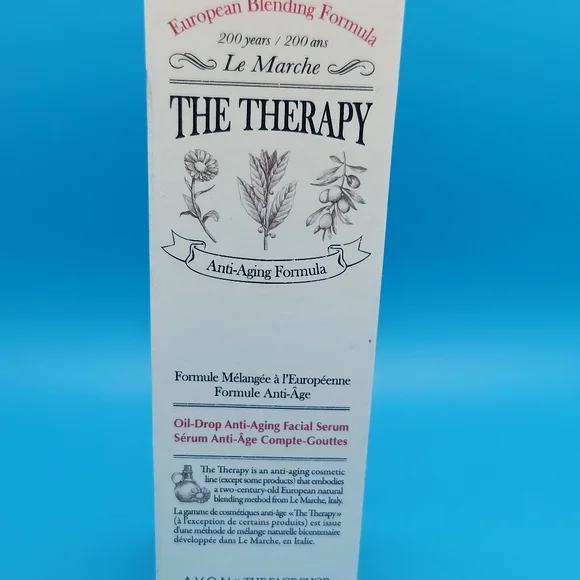 European Blending Formula
200 years / 200 ans
Le Marche
THE THERAPY
Anti-Aging Formula
Formule Mélangée à l'Européenne
Formule Anti-Âge
Oil-Drop Anti-Aging Facial Serum
Sérum Anti-Âge Compte-Gouttes
The Therapy is an anti-aging cosmetic
line (except some products) that embodies
a two-century-old European natural
blending method from Le Marche, Italy.
La gamme de cosmétiques anti-âge «The Therapy»
(à l'exception de certains produits) est issue
d'une méthode de mélange naturelle bicentenaire
développée dans Le Marche, en Italie.
AVON × THE FACE SHOP